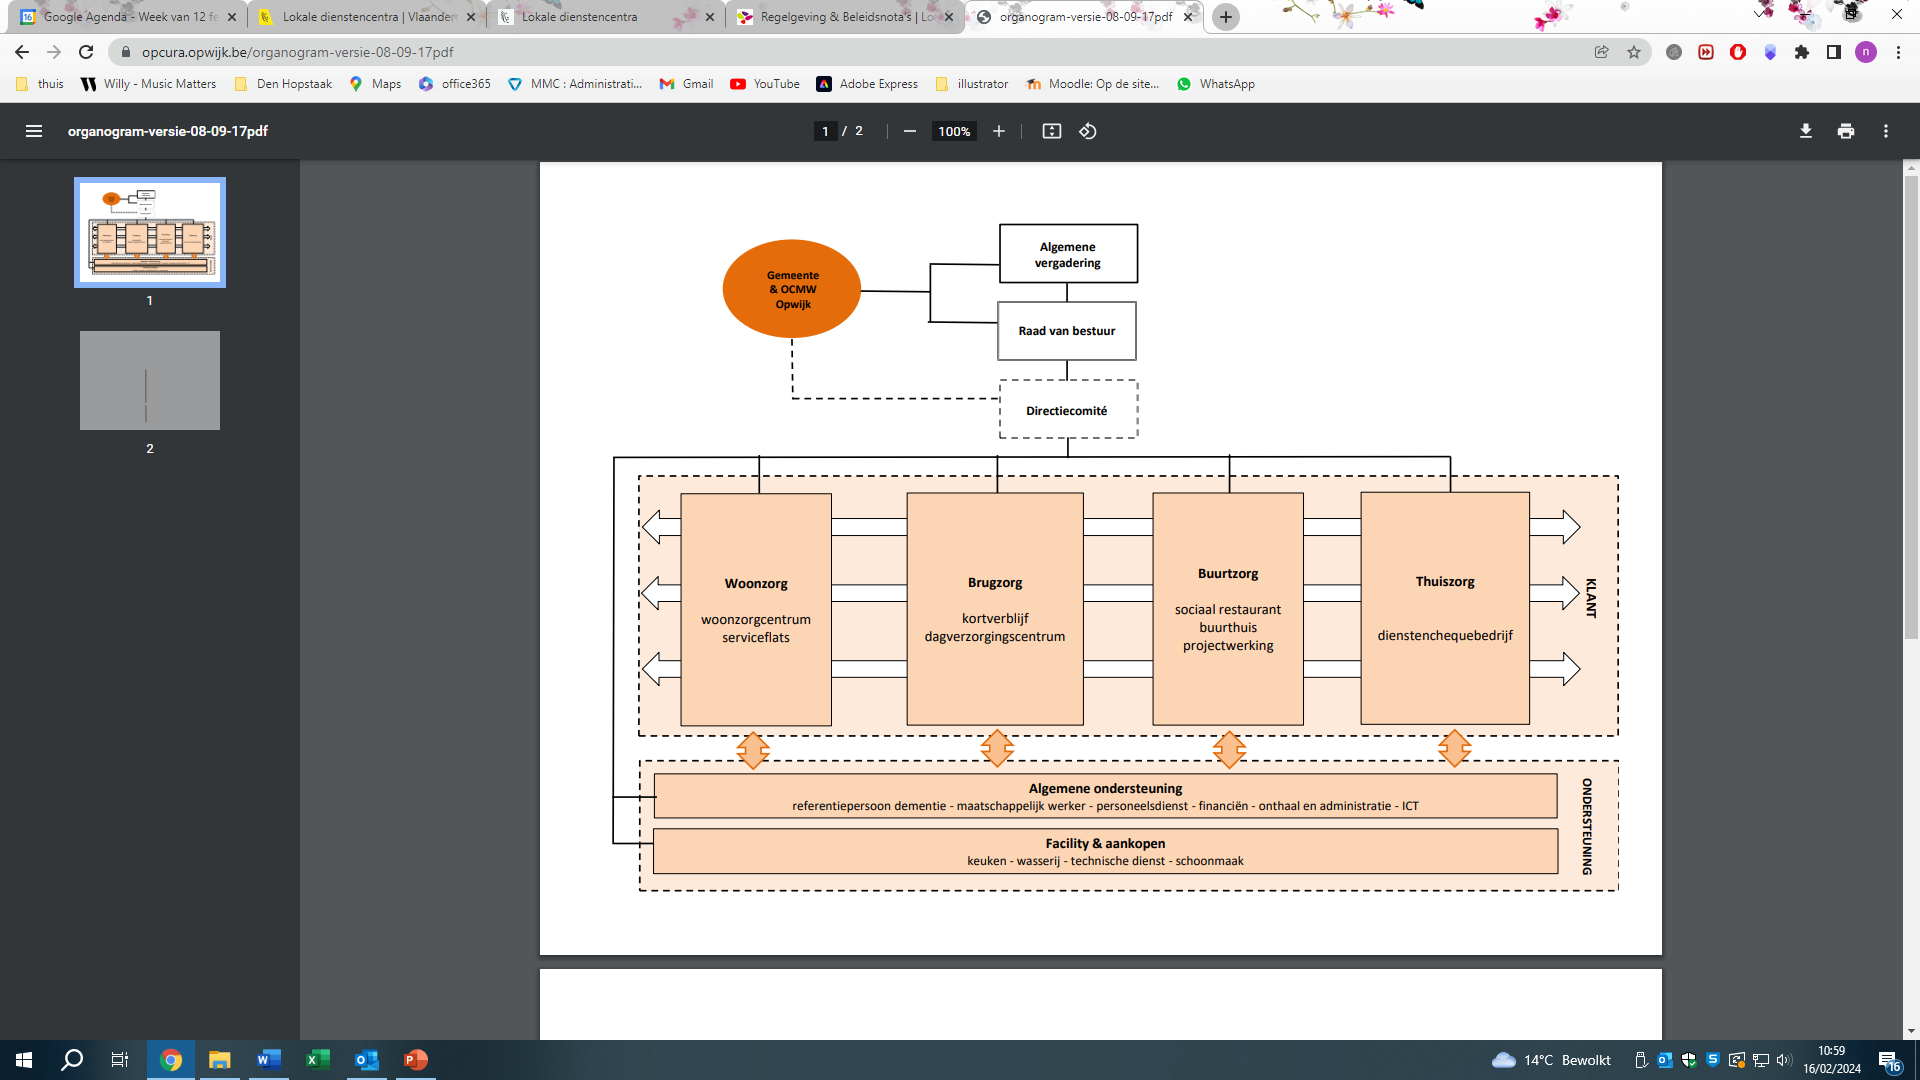 16 Google Agenda - Week van 12 fe
Lokale dienstencentra | Vlaander
Lokale dienstencentra
Regelgeving & Beleidsnota's | Lo
organogram-versie-08-09-17pdf
opcura.opwijk.be/organogram-versie-08-09-17pdf
n
thuis
Willy - Music Matters
Den Hopstaak
Maps
office365
MMC : Administrati...
Gmail
YouTube
Adobe Express
illustrator
Moodle: Op de site...
WhatsApp
organogram-versie-08-09-17pdf
1 / 2
100%
1
2
Gemeente
& OCMW
Opwijk
Algemene
vergadering
Raad van bestuur
Directiecomité
Woonzorg
woonzorgcentrum
serviceflats
Brugzorg
kortverblijf
dagverzorgingscentrum
Buurtzorg
sociaal restaurant
buurthuis
projectwerking
Thuiszorg
dienstenchequebedrijf
KLANT
Algemene ondersteuning
referentiepersoon dementie - maatschappelijk werker - personeelsdienst - financiën - onthaal en administratie - ICT
Facility & aankopen
keuken - wasserij - technische dienst - schoonmaak
ONDERSTEUNING
14°C Bewolkt
10:59
16/02/2024
16